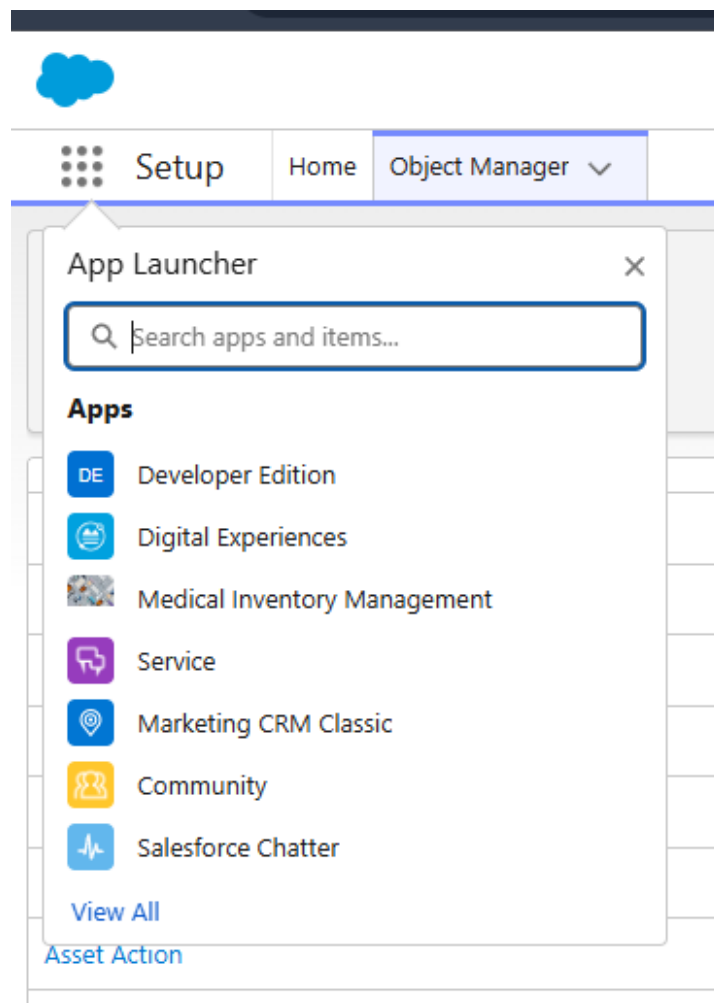 Setup Home Object Manager
App Launcher
Search apps and items...
Apps
DE Developer Edition
Digital Experiences
Medical Inventory Management
Service
Marketing CRM Classic
Community
Salesforce Chatter
View All
Asset Action